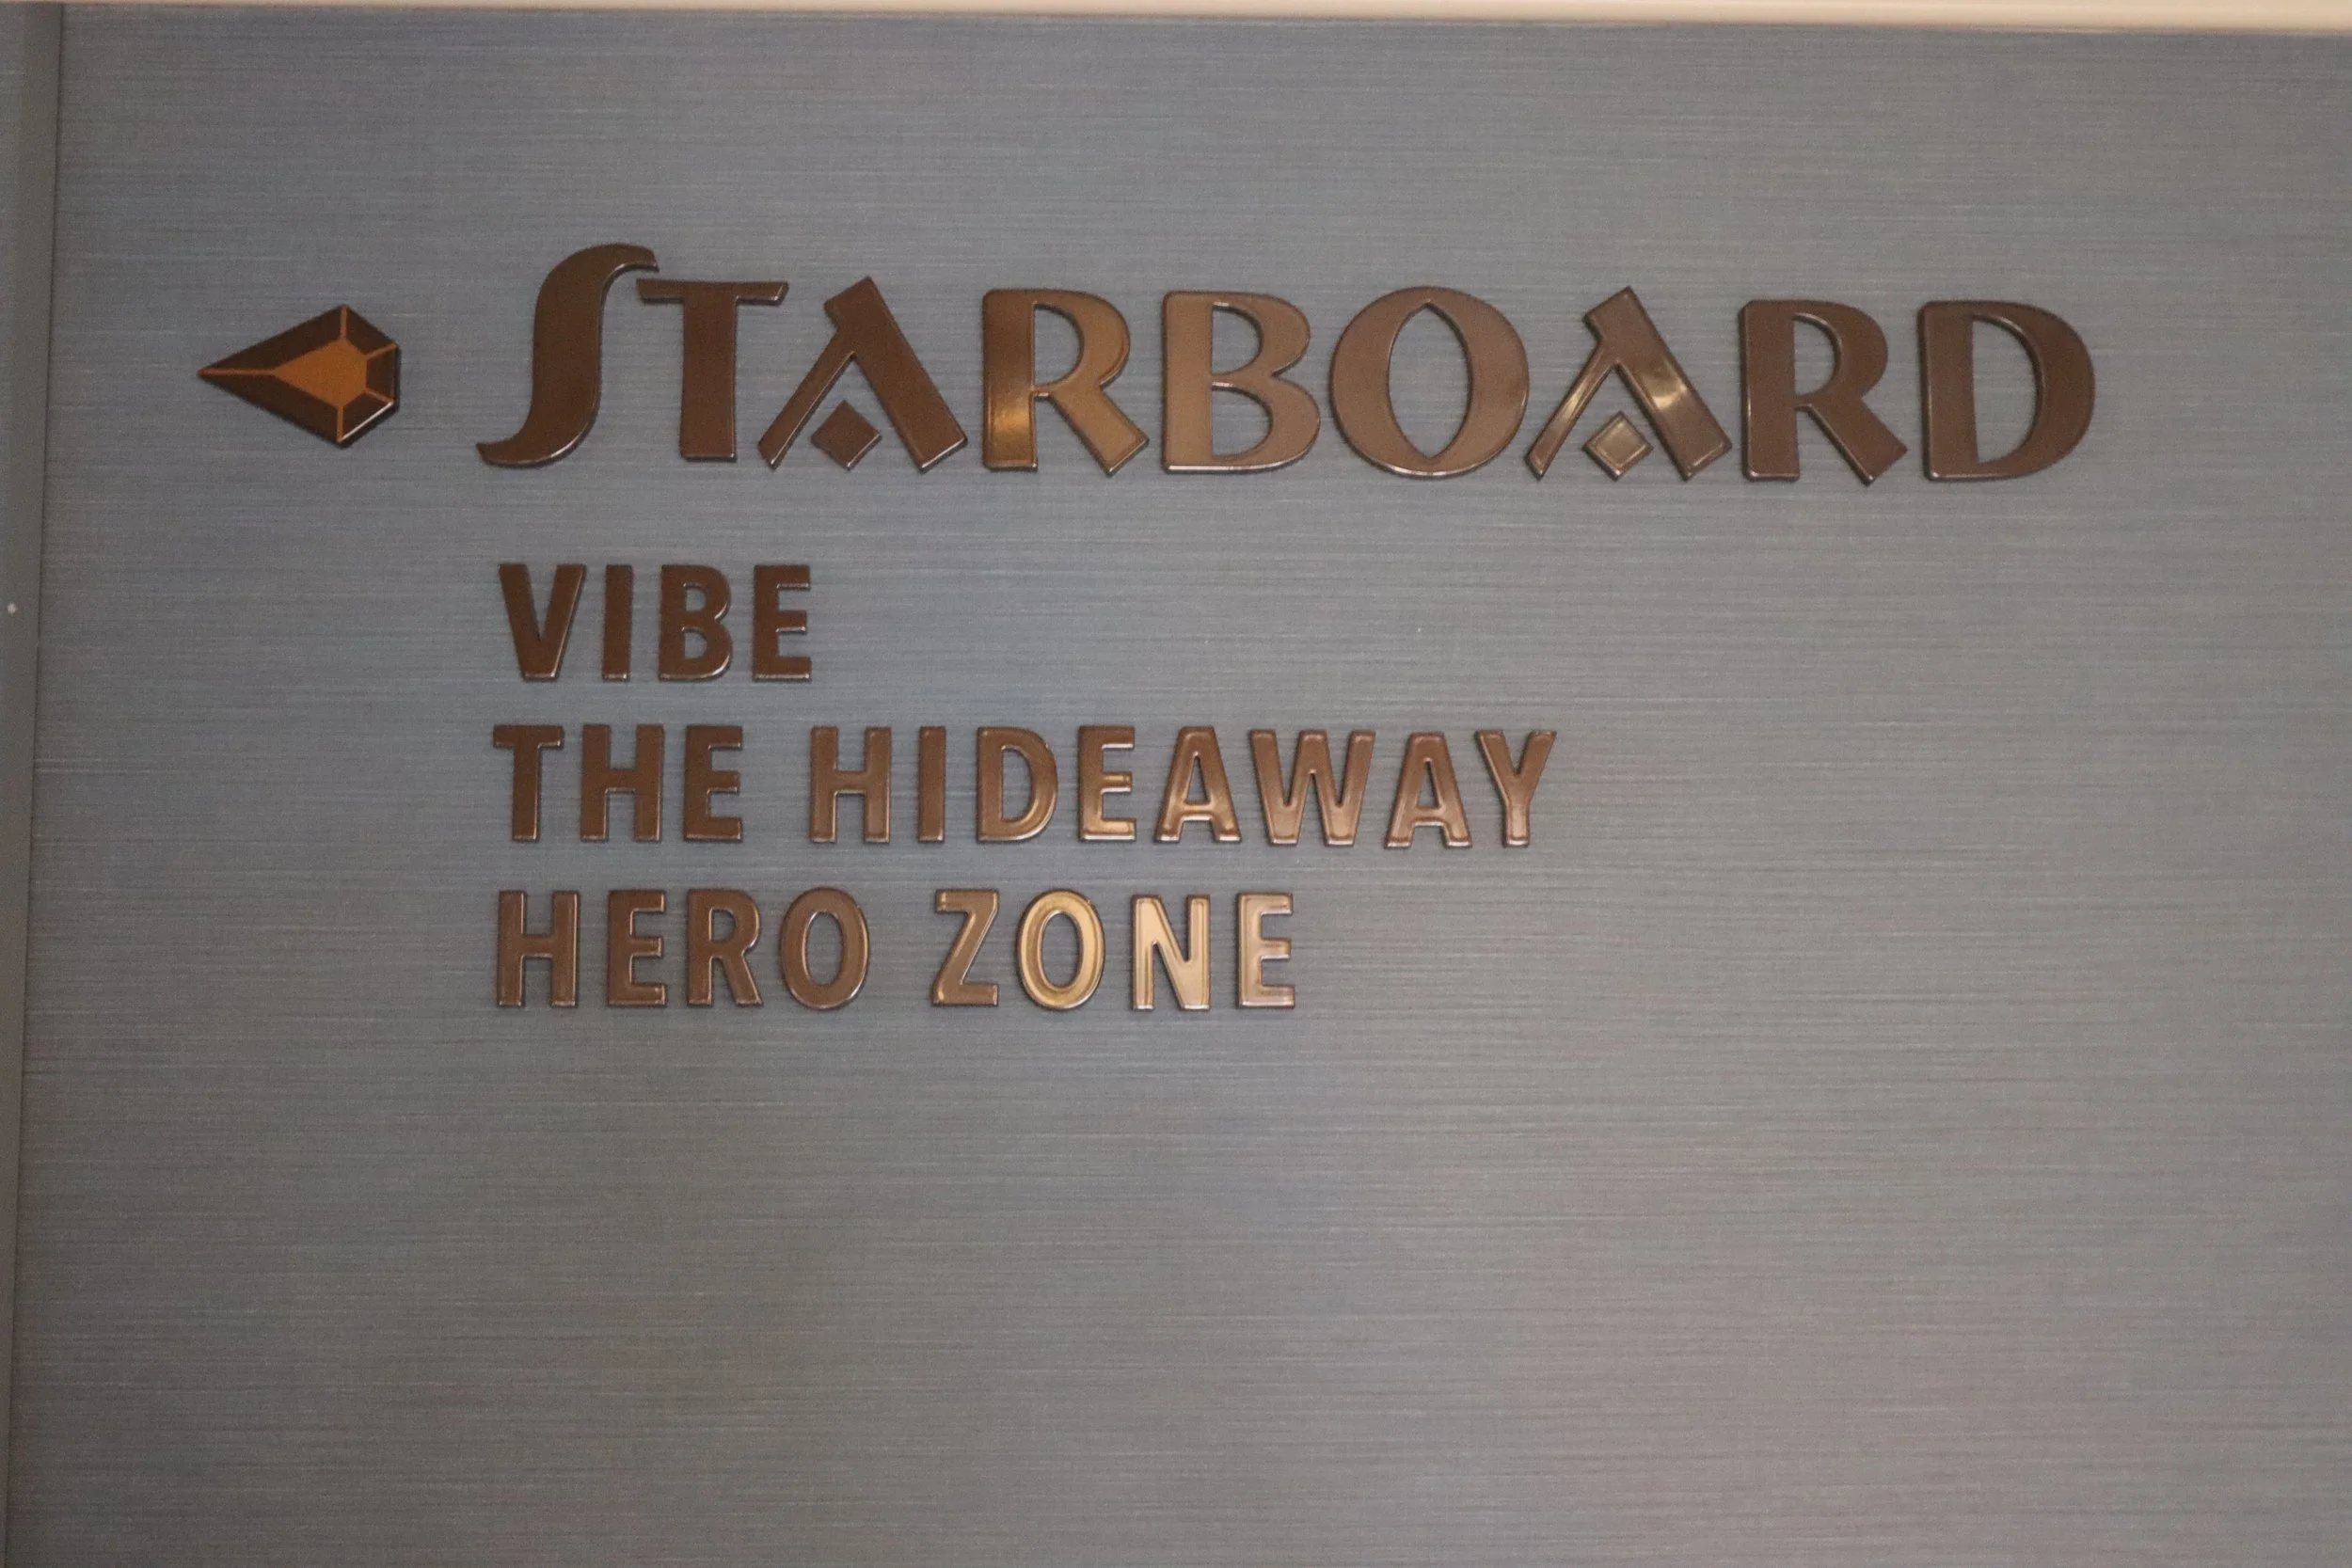 STARBOARD
VIBE
THE HIDEAWAY
HERO ZONE